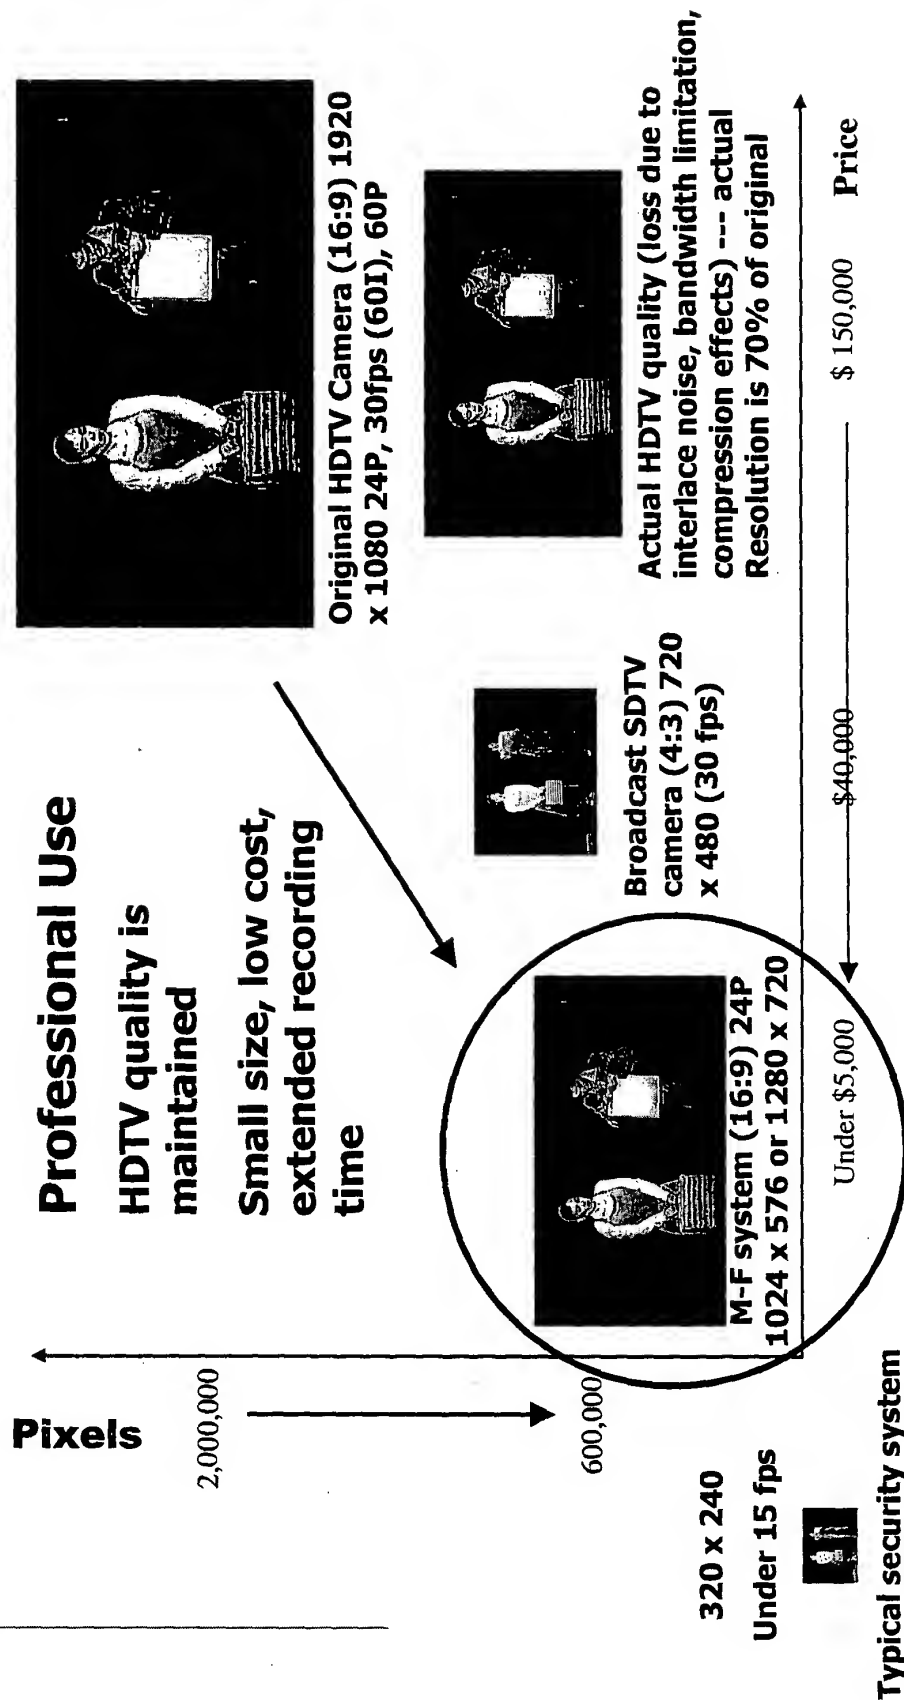 Professional Use
HDTV quality is
maintained
Small size, low cost,
extended recording
time
Pixels
2,000,000
600,000
Original HDTV Camera (16:9) 1920
x 1080 24P, 30fps (60I), 60P
Actual HDTV quality (loss due to
interlace noise, bandwidth limitation,
compression effects) --- actual
Resolution is 70% of original
Broadcast SDTV
camera (4:3) 720
x 480 (30 fps)
M-F system (16:9) 24P
1024 x 576 or 1280 x 720
320 x 240
Under 15 fps
Typical security system
Under $5,000
$40,000
$ 150,000
Price